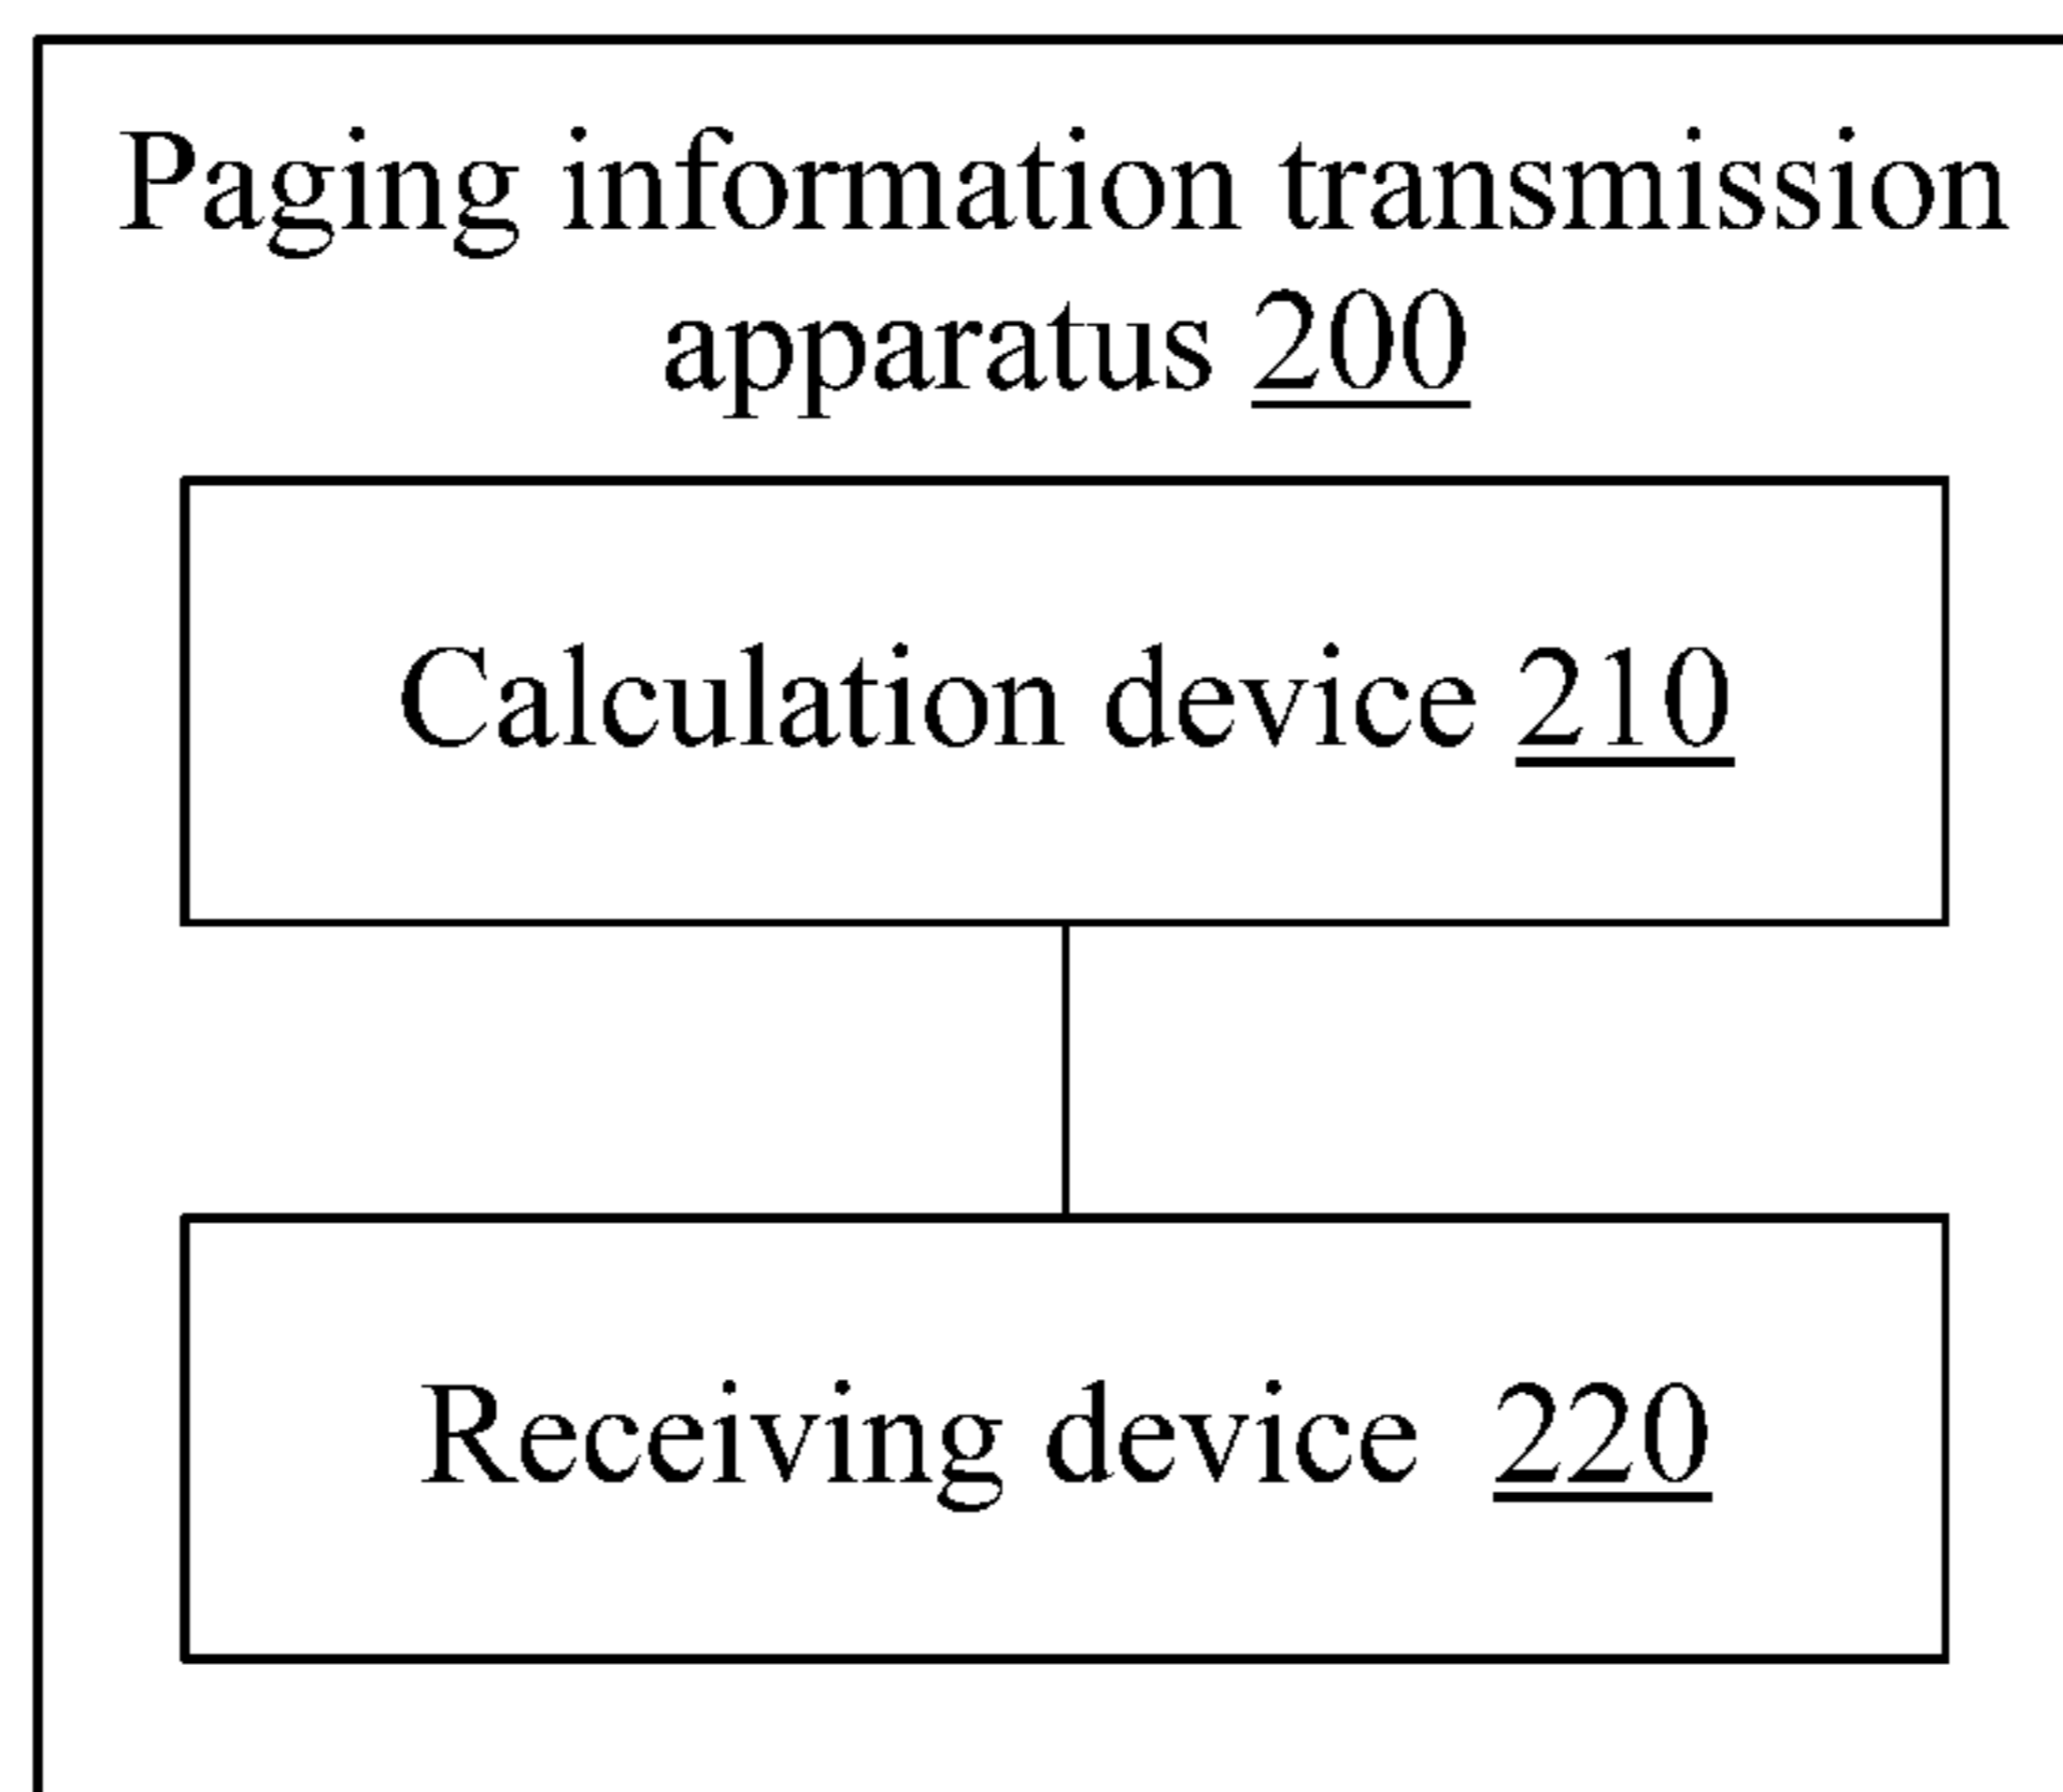 Paging information transmission
apparatus 200
Calculation device 210
Receiving device 220